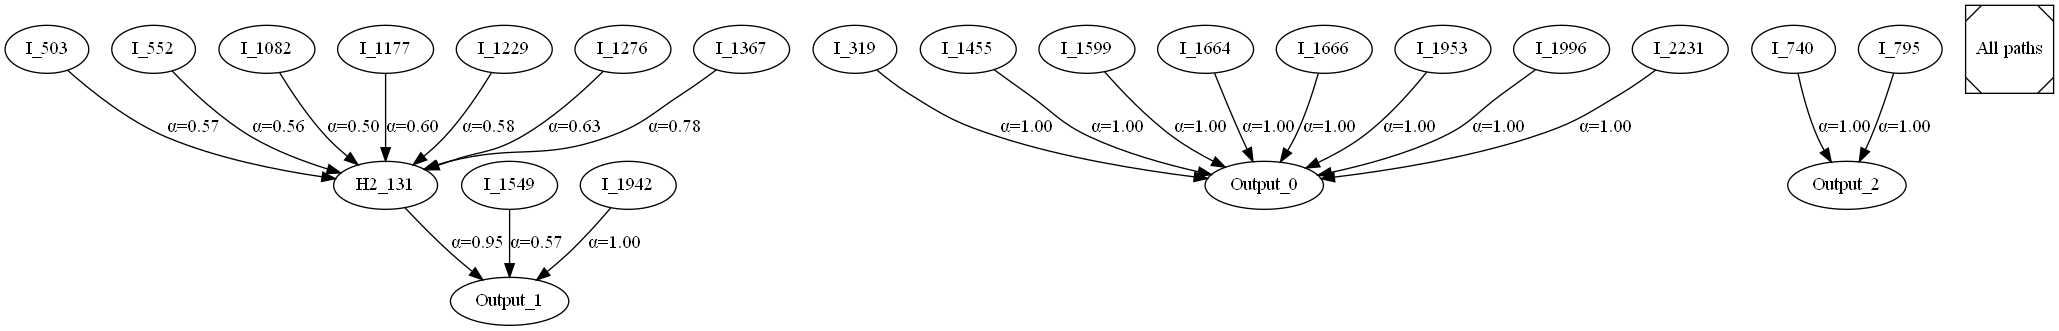 I_503 I_552 I_1082 I_1177 I_1229 I_1276 I_1367 I_319 I_1455 I_1599 I_1664 I_1666 I_1953 I_1996 I_2231 I_740 I_795 All paths
α=0.57 α=0.56 α=0.50 α=0.60 α=0.58 α=0.63 α=0.78 α=1.00 α=1.00 α=1.00 α=1.00 α=1.00 α=1.00 α=1.00 α=1.00 α=1.00 α=1.00
H2_131 I_1549 I_1942 Output_0 Output_2
α=0.95 α=0.57 α=1.00
Output_1